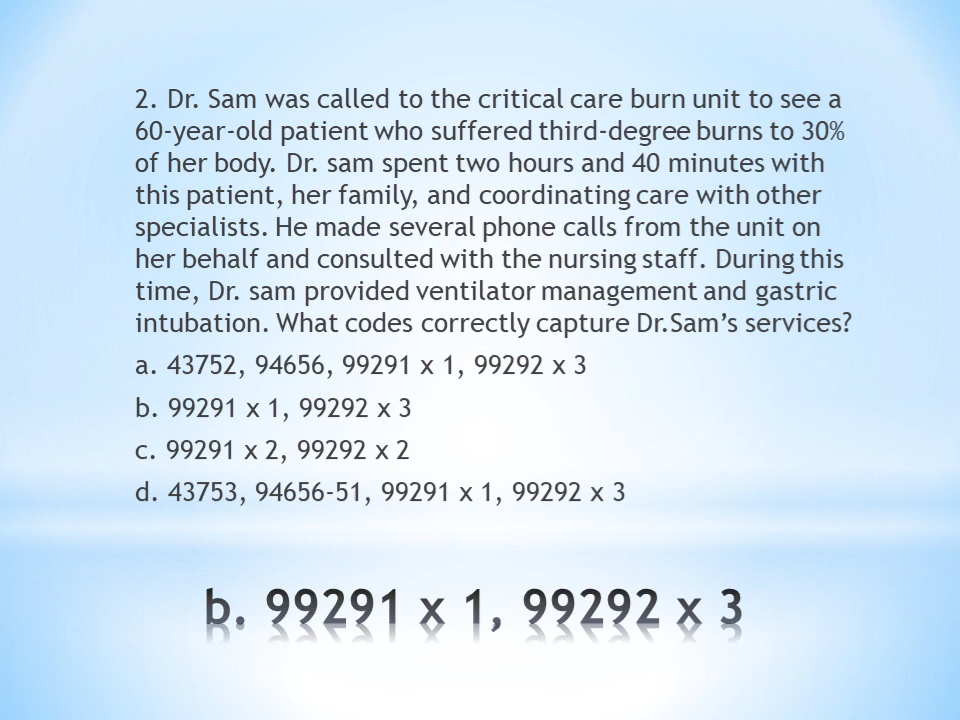 2. Dr. Sam was called to the critical care burn unit to see a
60-year-old patient who suffered third-degree burns to 30%
of her body. Dr. sam spent two hours and 40 minutes with
this patient, her family, and coordinating care with other
specialists. He made several phone calls from the unit on
her behalf and consulted with the nursing staff. During this
time, Dr. sam provided ventilator management and gastric
intubation. What codes correctly capture Dr.Sam's services?
a. 43752, 94656, 99291 x 1, 99292 x 3
b. 99291 x 1, 99292 x 3
c. 99291 x 2, 99292 x 2
d. 43753, 94656-51, 99291 x 1, 99292 x 3
b. 99291 x 1, 99292 x 3